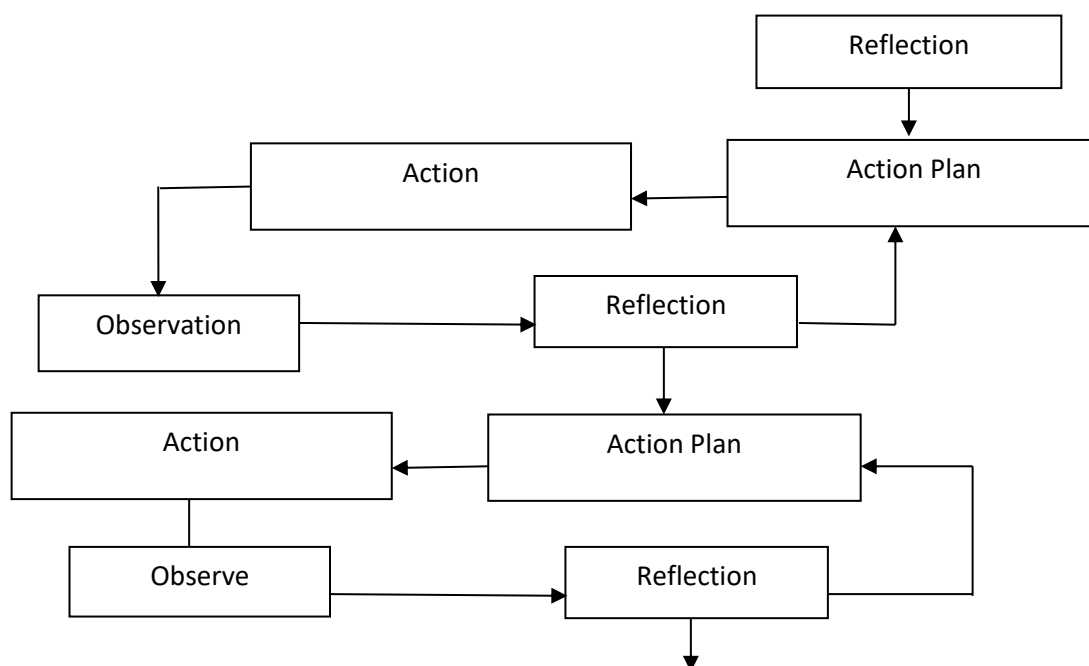 Reflection
Action Plan
Action
Observation
Reflection
Action Plan
Action
Observe
Reflection